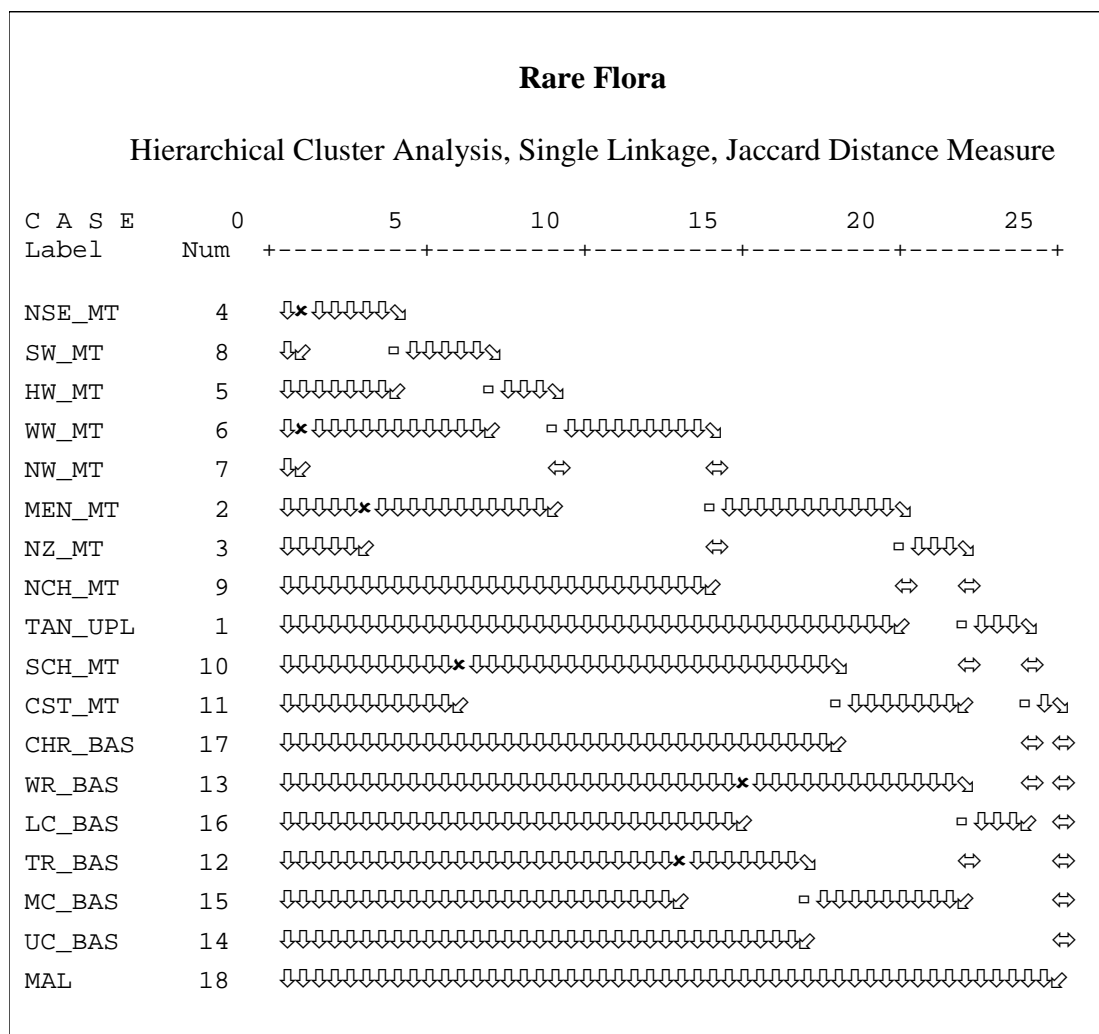 Rare Flora
Hierarchical Cluster Analysis, Single Linkage, Jaccard Distance Measure
C A S E 0 5 10 15 20 25
Label Num +---------+---------+---------+---------+---------+
NSE_MT 4
SW_MT 8
HW_MT 5
WW_MT 6
NW_MT 7
MEN_MT 2
NZ_MT 3
NCH_MT 9
TAN_UPL 1
SCH_MT 10
CST_MT 11
CHR_BAS 17
WR_BAS 13
LC_BAS 16
TR_BAS 12
MC_BAS 15
UC_BAS 14
MAL 18